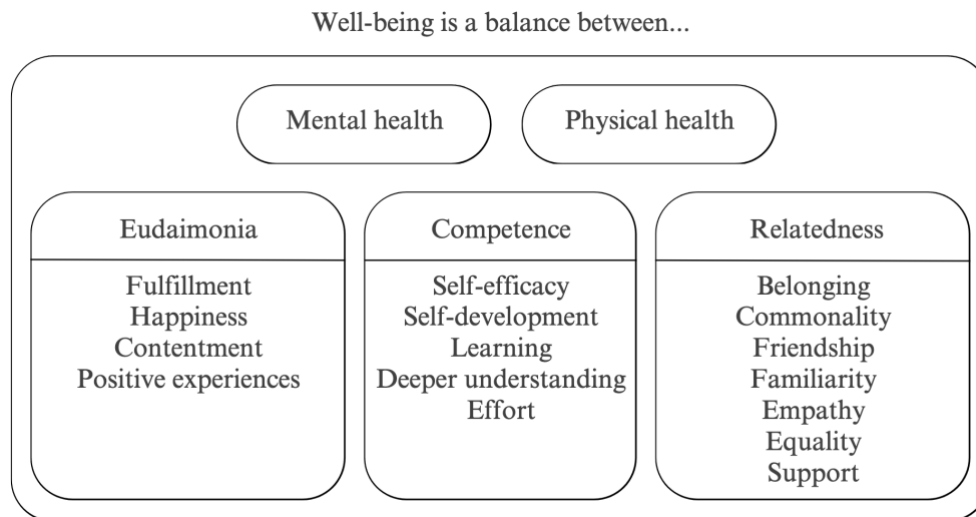 Well-being is a balance between...
Mental health
Physical health
Eudaimonia
Fulfillment
Happiness
Contentment
Positive experiences
Competence
Self-efficacy
Self-development
Learning
Deeper understanding
Effort
Relatedness
Belonging
Commonality
Friendship
Familiarity
Empathy
Equality
Support